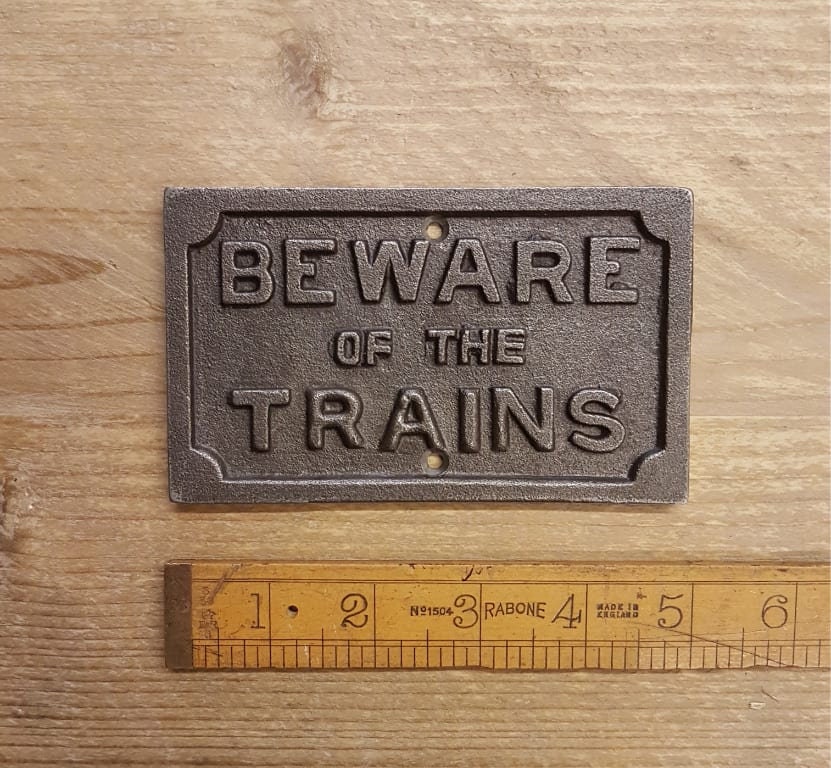 BEWARE
OF THE
TRAINS
1 2 No1504 3 RABONE 4 MADE IN ENGLAND 5 6